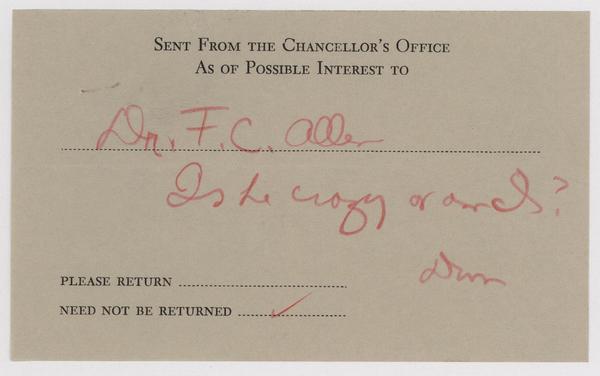 Sent From the Chancellor's Office
As of Possible Interest to
Dr. F. C. Allen
Is he crazy or am I?
PLEASE RETURN
NEED NOT BE RETURNED ✓